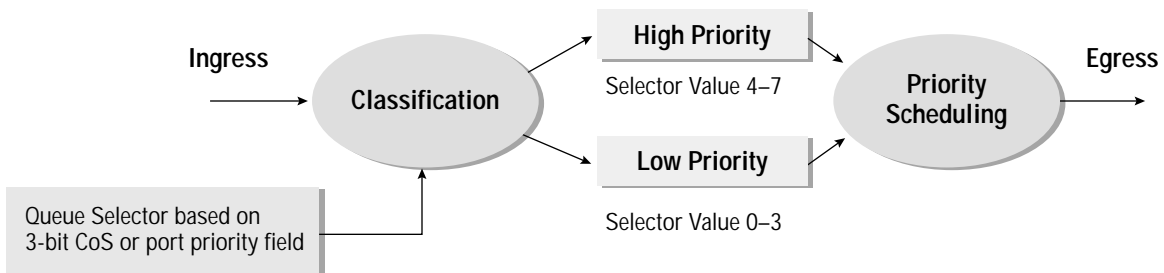 Ingress
Classification
High Priority
Selector Value 4–7
Low Priority
Selector Value 0–3
Priority
Scheduling
Egress
Queue Selector based on
3-bit CoS or port priority field